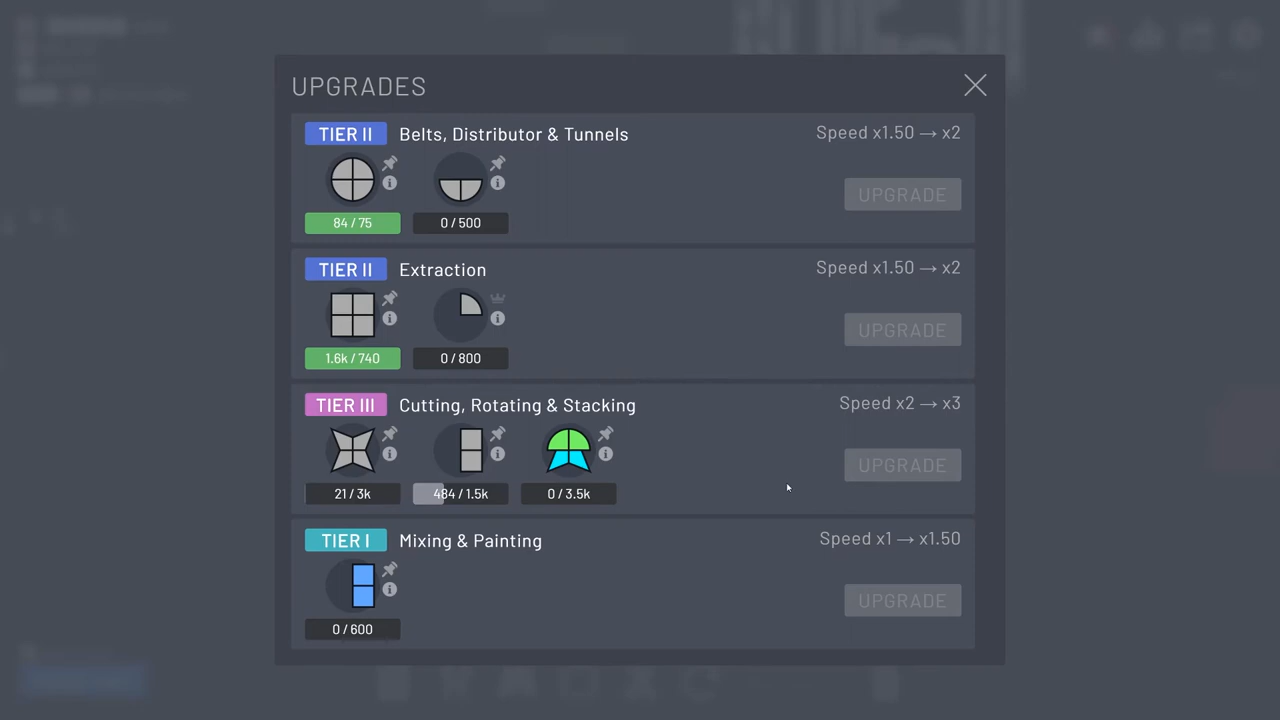 UPGRADES
TIER II Belts, Distributor & Tunnels Speed x1.50 → x2
UPGRADE
84 / 75 0 / 500
TIER II Extraction Speed x1.50 → x2
UPGRADE
1.6k / 740 0 / 800
TIER III Cutting, Rotating & Stacking Speed x2 → x3
UPGRADE
21 / 3k 484 / 1.5k 0 / 3.5k
TIER I Mixing & Painting Speed x1 → x1.50
UPGRADE
0 / 600